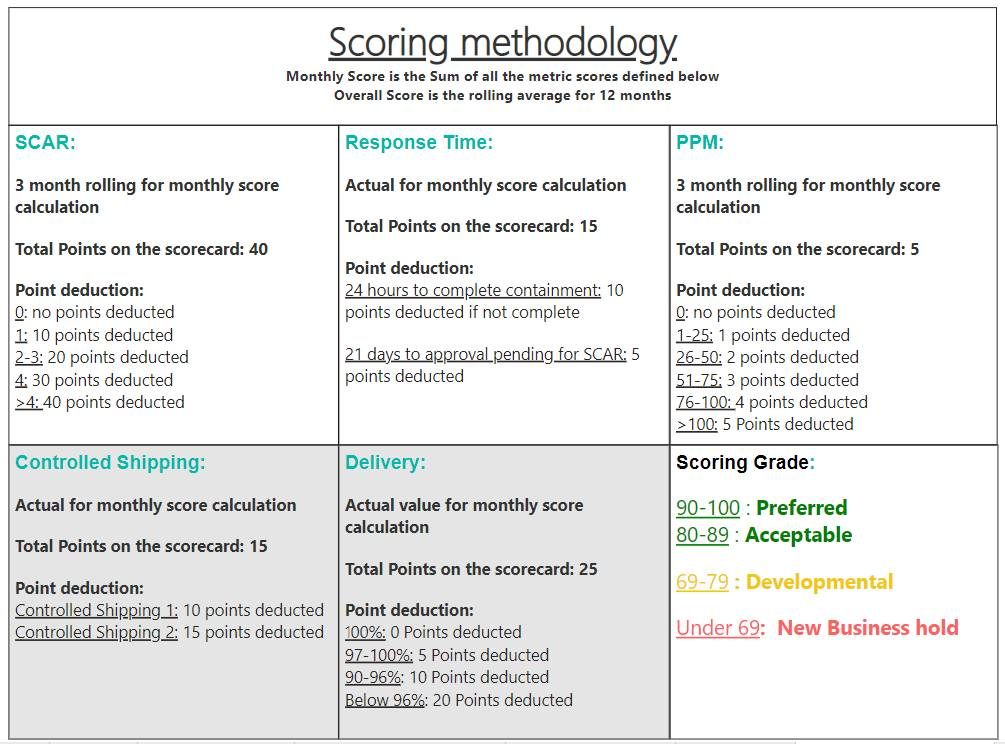 Scoring methodology
Monthly Score is the Sum of all the metric scores defined below
Overall Score is the rolling average for 12 months
SCAR:
3 month rolling for monthly score
calculation
Total Points on the scorecard: 40
Point deduction:
0: no points deducted
1: 10 points deducted
2-3: 20 points deducted
4: 30 points deducted
>4: 40 points deducted
Response Time:
Actual for monthly score calculation
Total Points on the scorecard: 15
Point deduction:
24 hours to complete containment: 10
points deducted if not complete
21 days to approval pending for SCAR: 5
points deducted
PPM:
3 month rolling for monthly score
calculation
Total Points on the scorecard: 5
Point deduction:
0: no points deducted
1-25: 1 points deducted
26-50: 2 points deducted
51-75: 3 points deducted
76-100: 4 points deducted
>100: 5 Points deducted
Controlled Shipping:
Actual for monthly score calculation
Total Points on the scorecard: 15
Point deduction:
Controlled Shipping 1: 10 points deducted
Controlled Shipping 2: 15 points deducted
Delivery:
Actual value for monthly score
calculation
Total Points on the scorecard: 25
Point deduction:
100%: 0 Points deducted
97-100%: 5 Points deducted
90-96%: 10 Points deducted
Below 96%: 20 Points deducted
Scoring Grade:
90-100 : Preferred
80-89 : Acceptable
69-79 : Developmental
Under 69: New Business hold